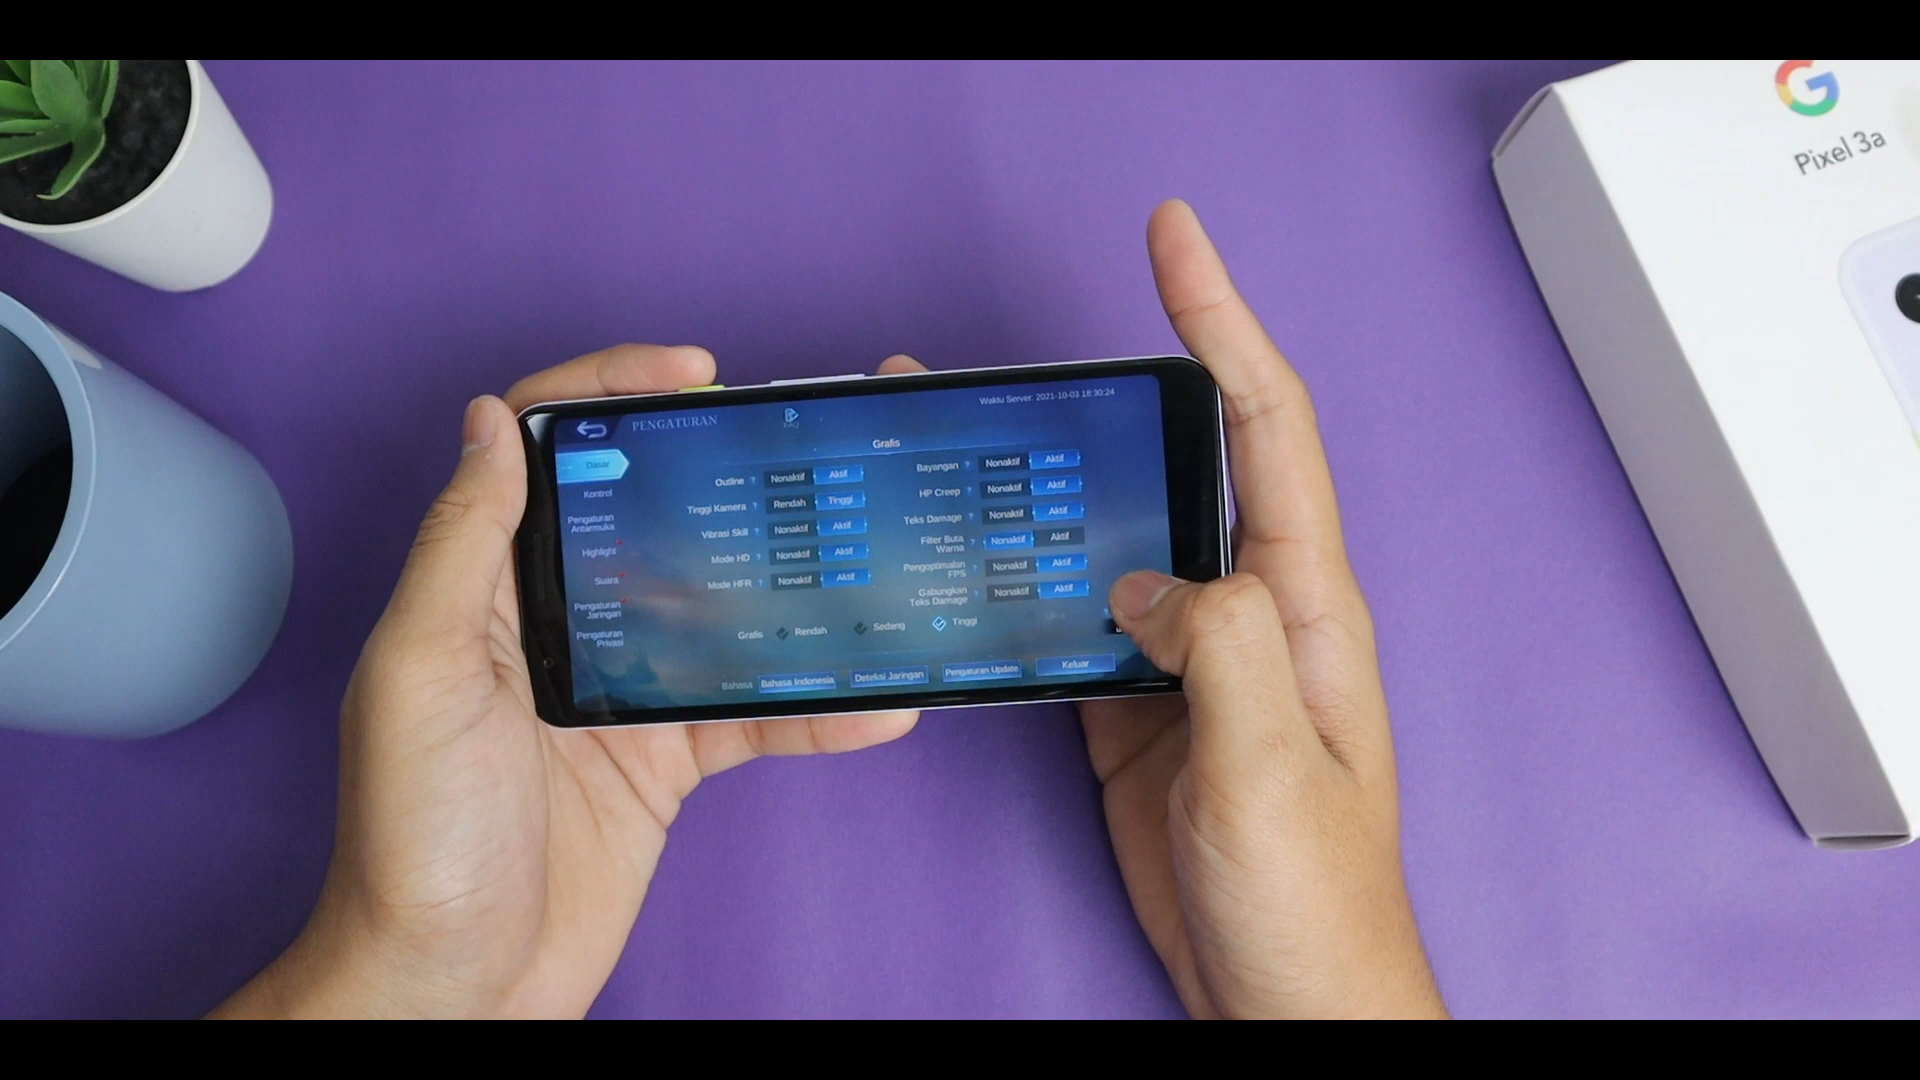 G
Pixel 3a
PENGATURAN
FAQ
Waktu Server: 2021-10-03 18:30:24
Dasar
Kontrol
Pengaturan
Antarmuka
Highlight
Suara
Pengaturan
Jaringan
Pengaturan
Privasi
Grafis
Outline ? Nonaktif Aktif
Tinggi Kamera ? Rendah Tinggi
Vibrasi Skill ? Nonaktif Aktif
Mode HD ? Nonaktif Aktif
Mode HFR ? Nonaktif Aktif
Bayangan ? Nonaktif Aktif
HP Creep ? Nonaktif Aktif
Teks Damage ? Nonaktif Aktif
Filter Buta
Warna ? Nonaktif Aktif
Pengoptimalan
FPS ? Nonaktif Aktif
Gabungkan
Teks Damage ? Nonaktif Aktif
Grafis Rendah Sedang Tinggi
Bahasa Bahasa Indonesia Deteksi Jaringan Pengaturan Update Keluar